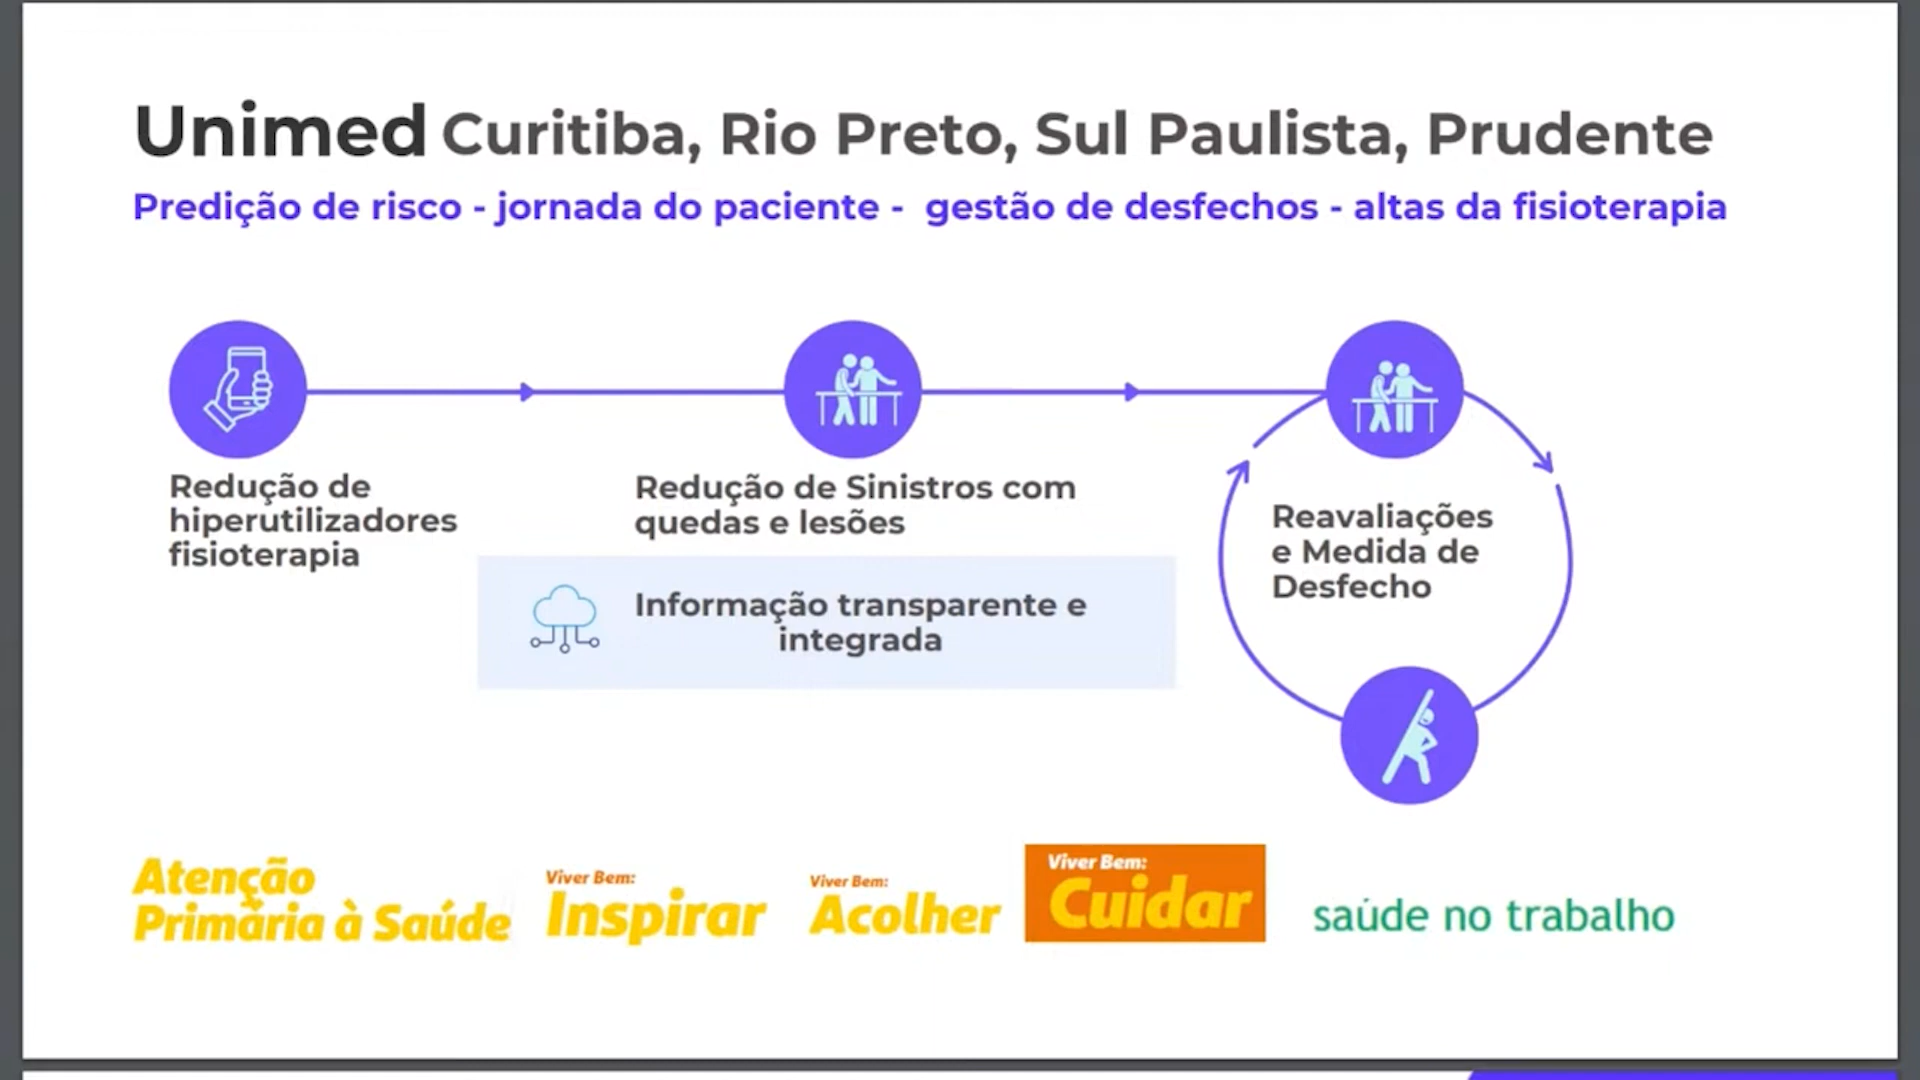 Unimed Curitiba, Rio Preto, Sul Paulista, Prudente
Predição de risco - jornada do paciente - gestão de desfechos - altas da fisioterapia
Redução de
hiperutilizadores
fisioterapia
Redução de Sinistros com
quedas e lesões
Informação transparente e
integrada
Reavaliações
e Medida de
Desfecho
Atenção
Primária à Saúde
Viver Bem:
Inspirar
Viver Bem:
Acolher
Viver Bem:
Cuidar
saúde no trabalho